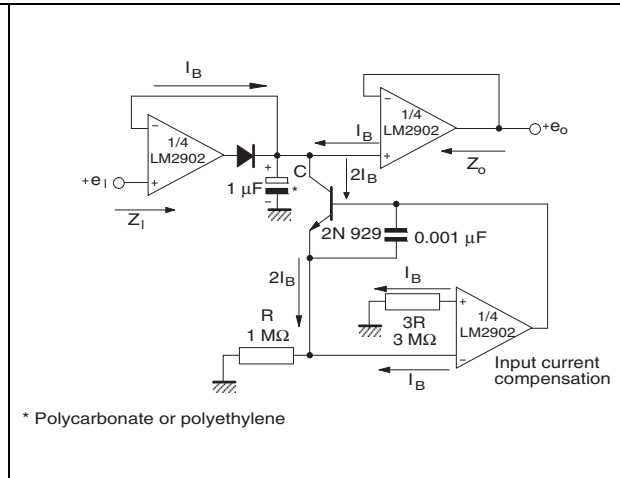 I_B
1/4
LM2902
+e_I
Z_I
1 µF
+
*
C
I_B
2I_B
1/4
LM2902
+e_o
Z_o
2N 929
0.001 µF
2I_B
R
1 MΩ
I_B
3R
3 MΩ
1/4
LM2902
I_B
Input current
compensation
* Polycarbonate or polyethylene